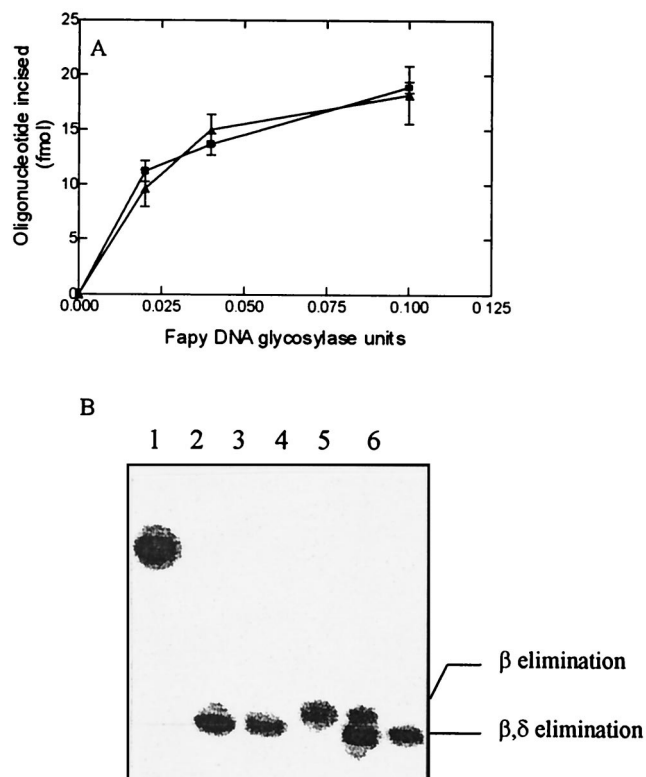 A
25
20
15
10
5
0
Oligonucleotide incised
(fmol)
0.000 0.025 0.050 0.075 0.100 0.125
Fapy DNA glycosylase units
B
1 2 3 4 5 6
β elimination
β,δ elimination